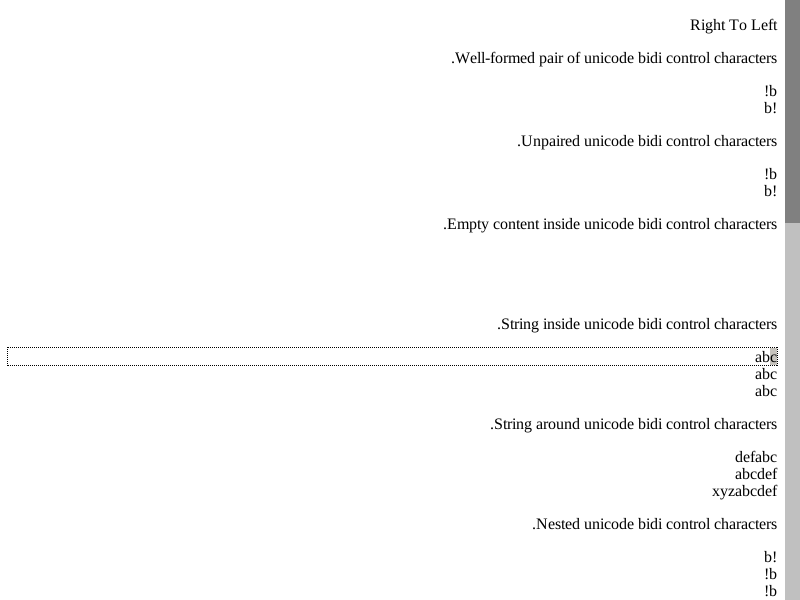 Right To Left
.Well-formed pair of unicode bidi control characters
!b
b!
.Unpaired unicode bidi control characters
!b
b!
.Empty content inside unicode bidi control characters
.String inside unicode bidi control characters
abc
abc
abc
.String around unicode bidi control characters
defabc
abcdef
xyzabcdef
.Nested unicode bidi control characters
b!
!b
!b